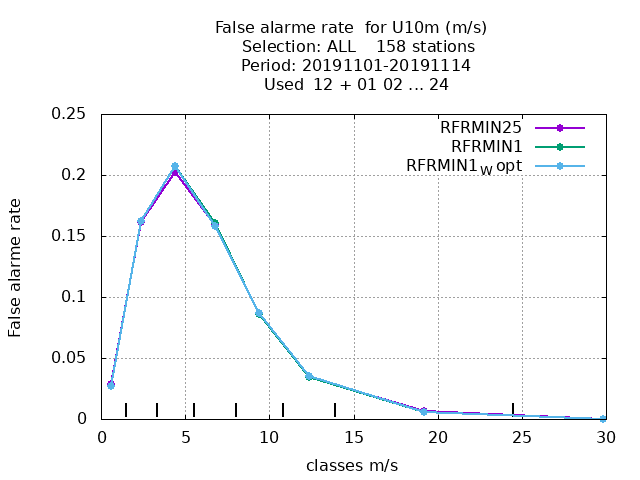 False alarme rate for U10m (m/s)
Selection: ALL 158 stations
Period: 20191101-20191114
Used 12 + 01 02 ... 24
0.25
0.2
0.15
0.1
0.05
0
False alarme rate
RFRMIN25
RFRMIN1
RFRMIN1w opt
0 5 10 15 20 25 30
classes m/s